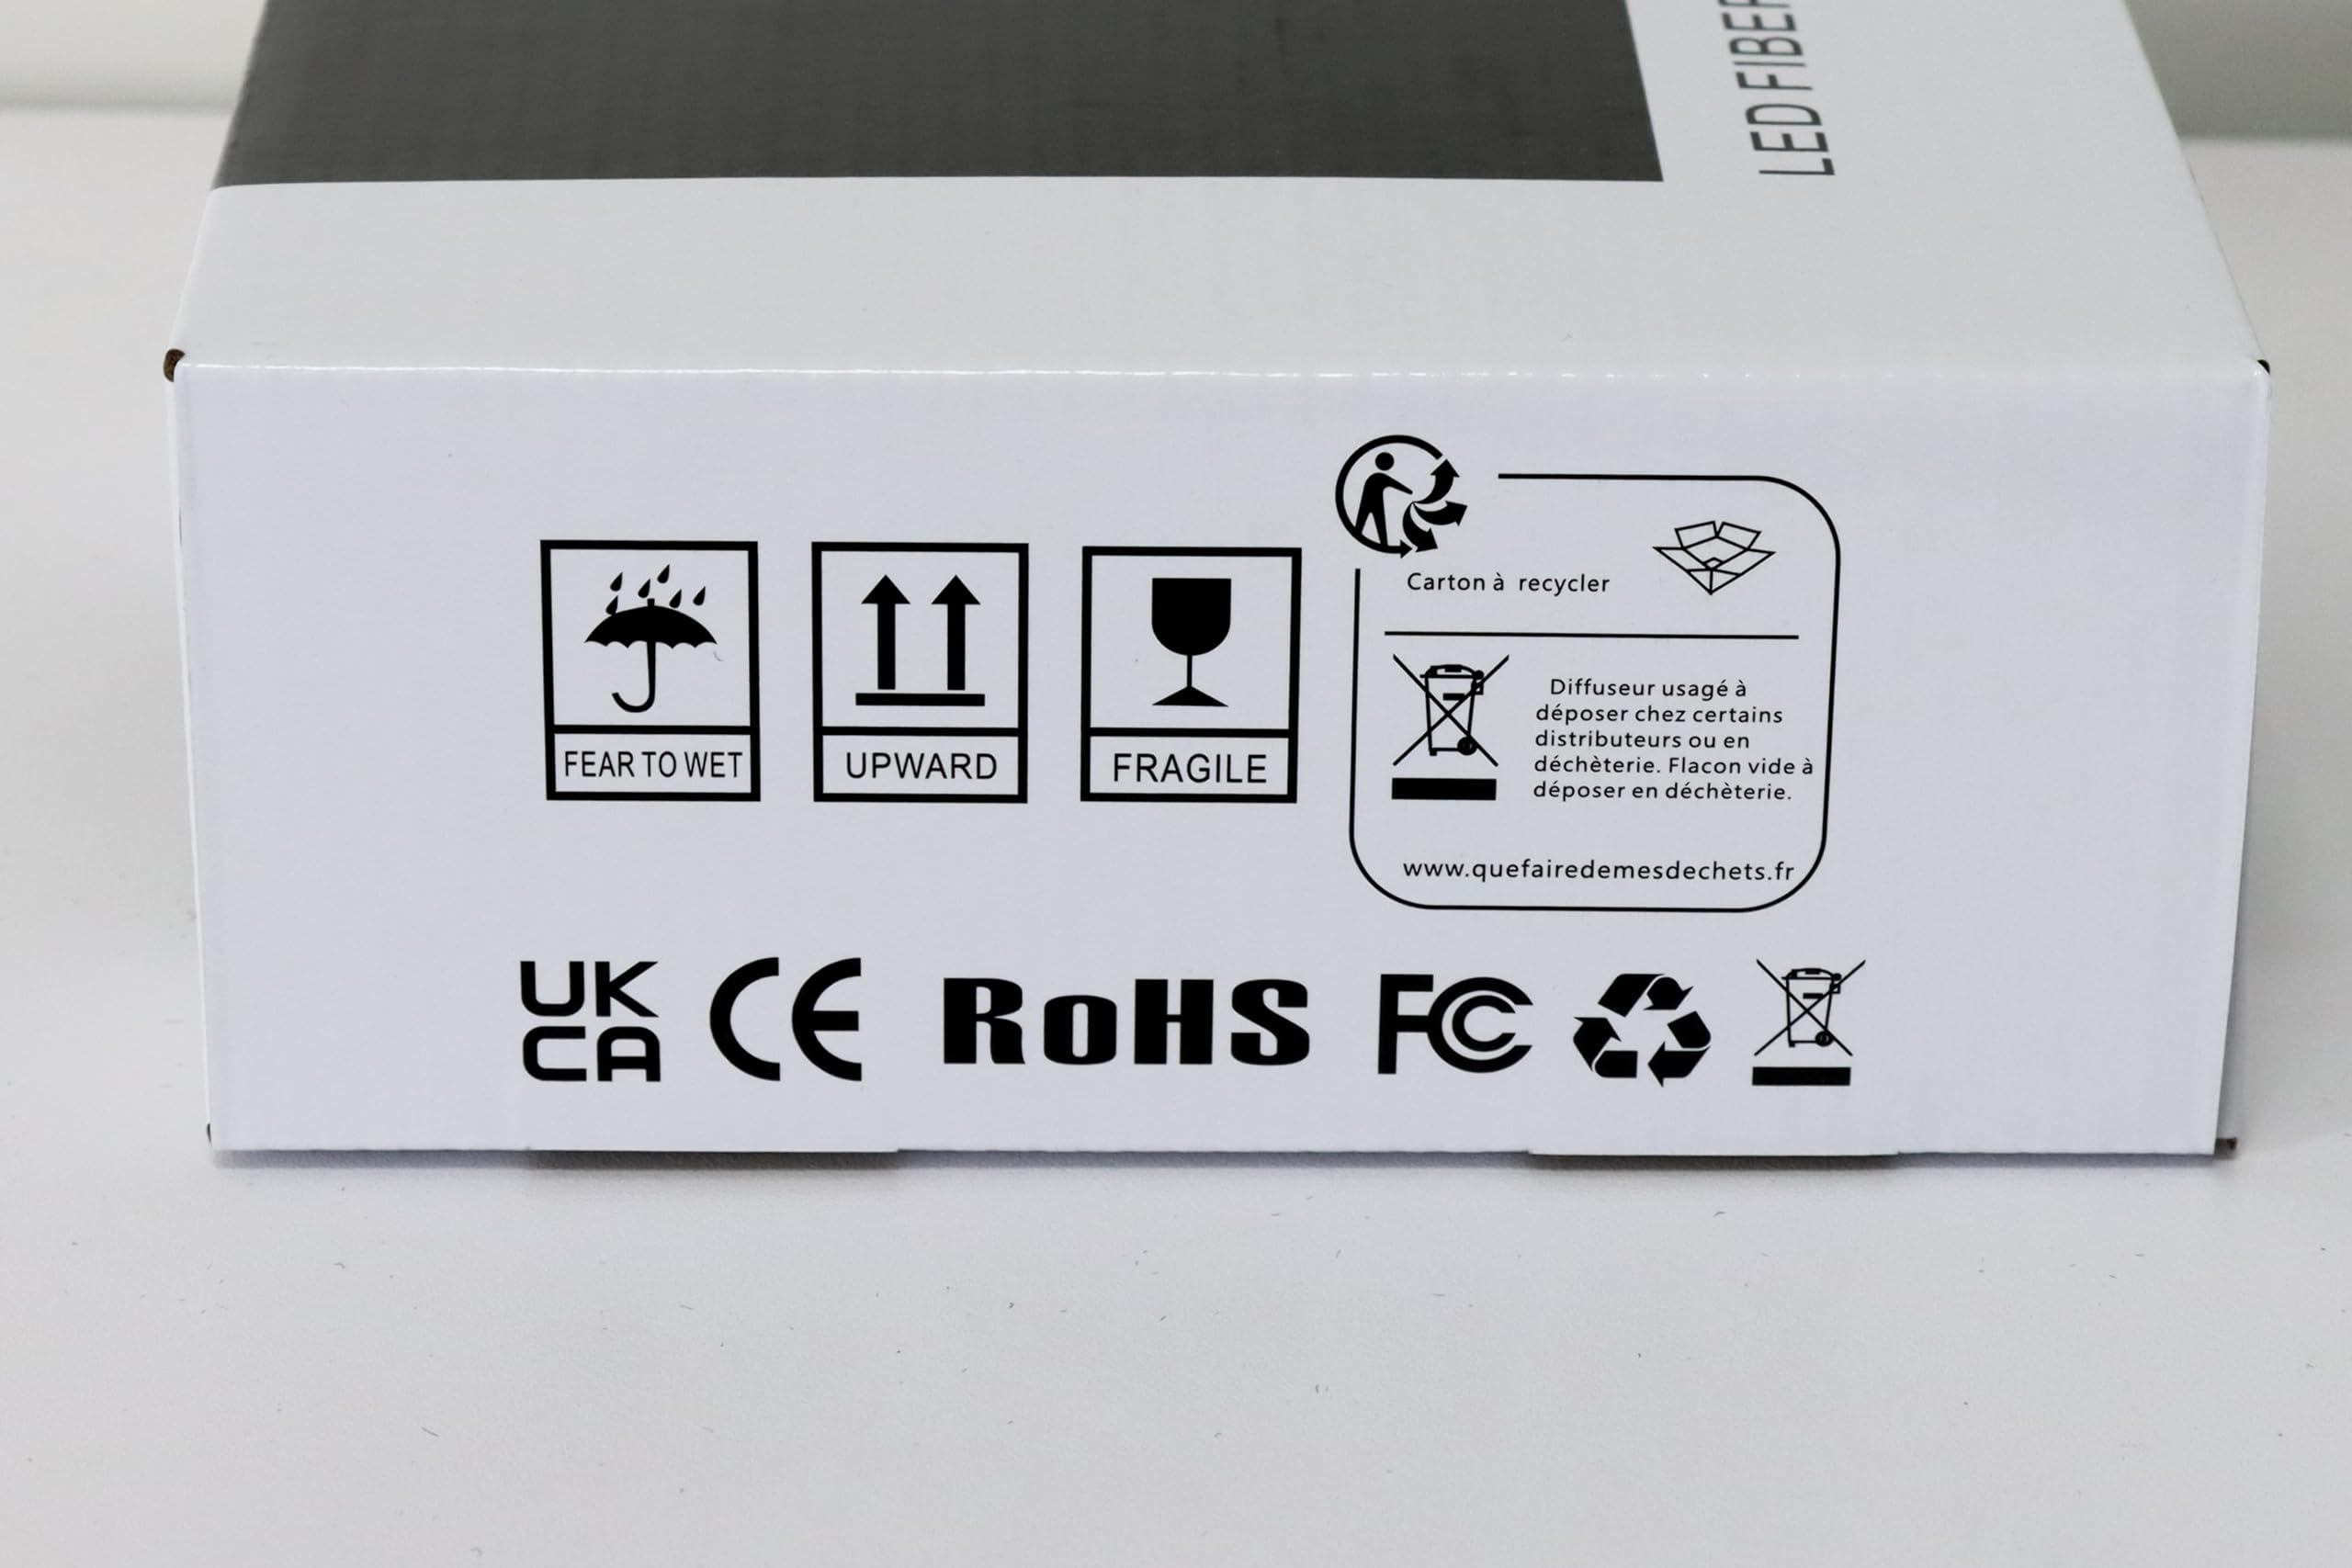 LED FIBER
FEAR TO WET
UPWARD
FRAGILE
Carton à recycler
Diffuseur usagé à
déposer chez certains
distributeurs ou en
déchèterie. Flacon vide à
déposer en déchèterie.
www.quefairedemesdechets.fr
UK
CA
CE
RoHS
FC